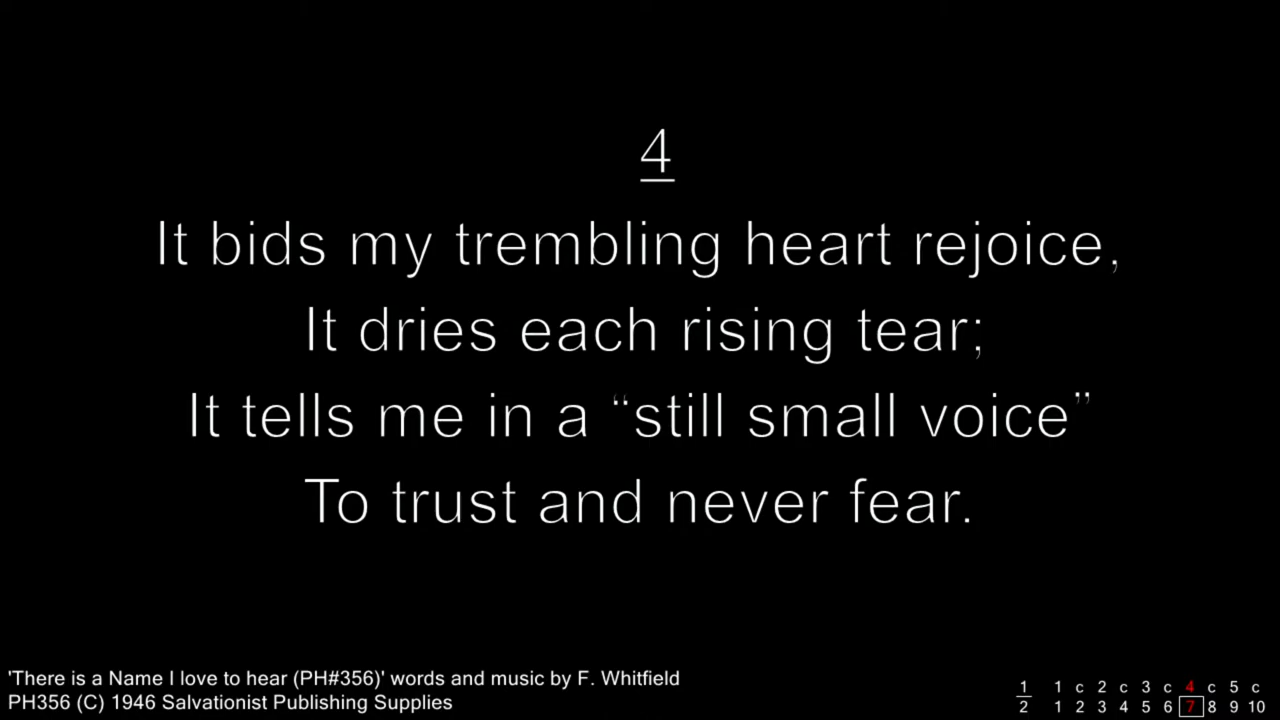 4
It bids my trembling heart rejoice,
It dries each rising tear;
It tells me in a “still small voice”
To trust and never fear.
'There is a Name I love to hear (PH#356)' words and music by F. Whitfield
PH356 (C) 1946 Salvationist Publishing Supplies
1 1 c 2 c 3 c 4 c 5 c
2 1 2 3 4 5 6 7 8 9 10